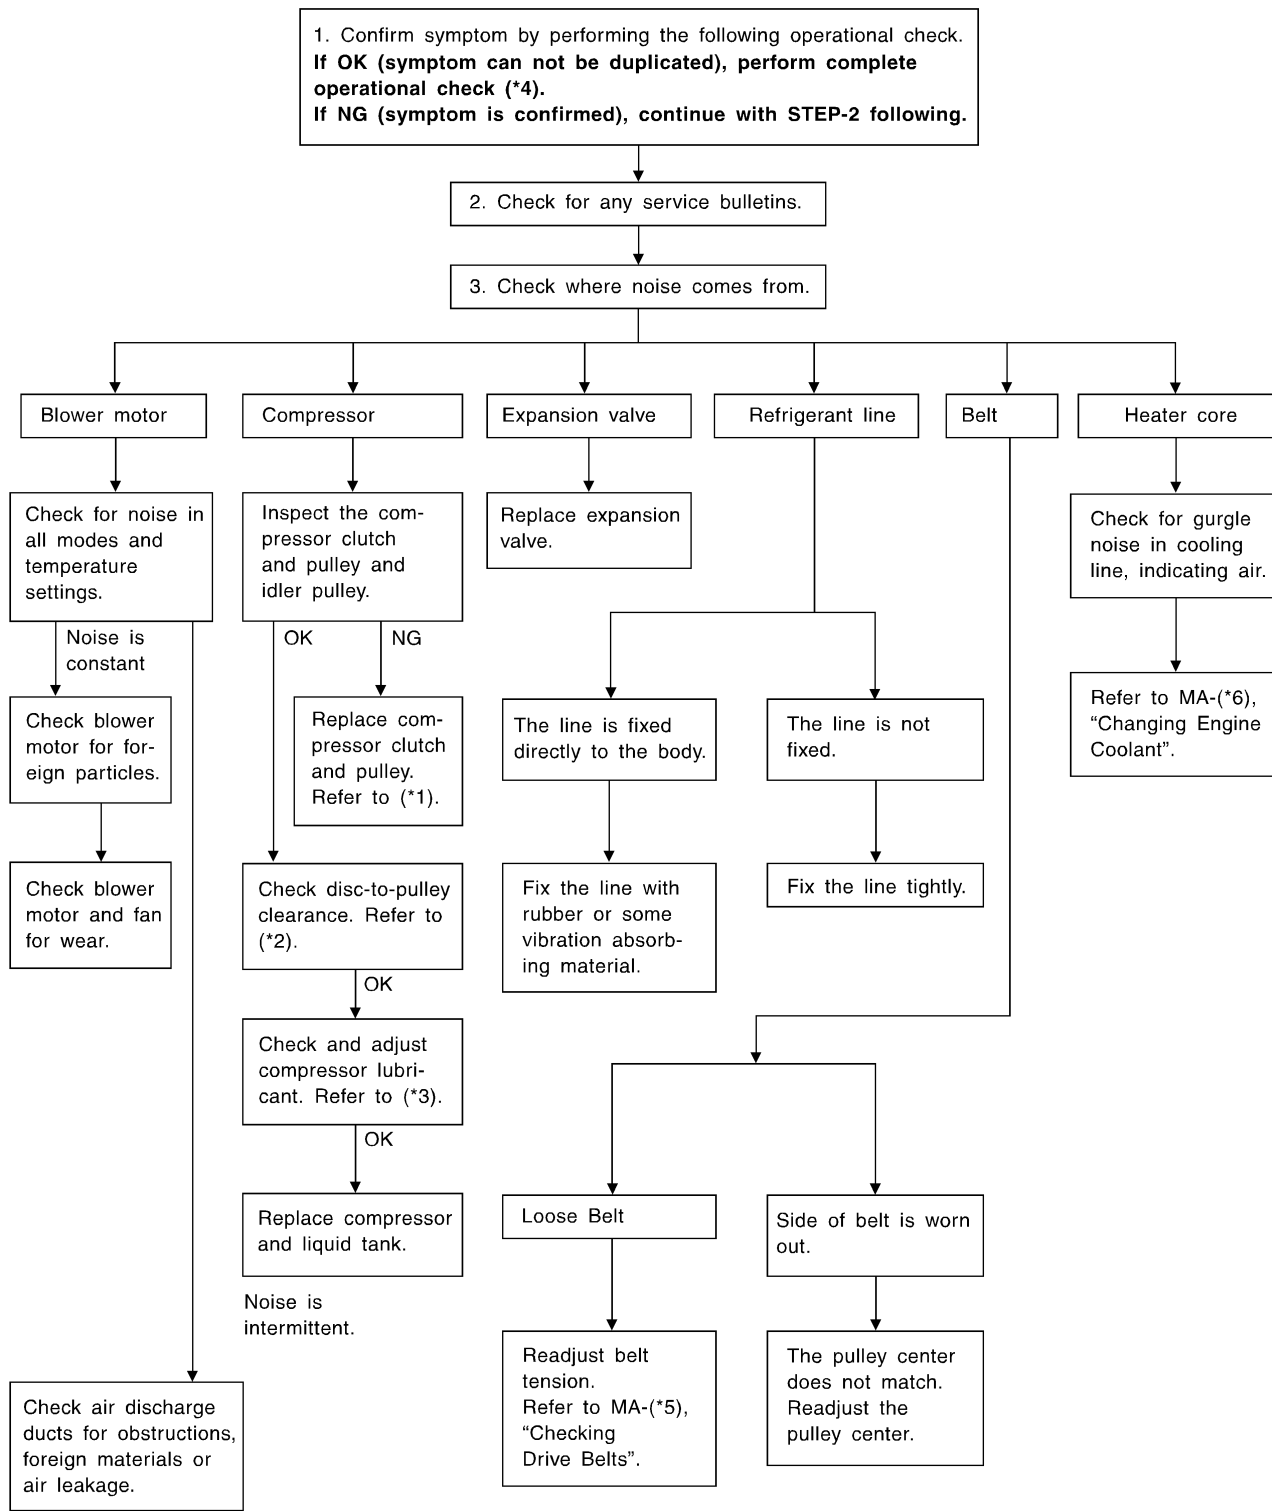 1. Confirm symptom by performing the following operational check.
If OK (symptom can not be duplicated), perform complete
operational check (*4).
If NG (symptom is confirmed), continue with STEP-2 following.
2. Check for any service bulletins.
3. Check where noise comes from.
Blower motor
Compressor
Expansion valve
Refrigerant line
Belt
Heater core
Check for noise in
all modes and
temperature
settings.
Inspect the com-
pressor clutch
and pulley and
idler pulley.
Replace expansion
valve.
Check for gurgle
noise in cooling
line, indicating air.
Noise is
constant
OK
NG
Check blower
motor for for-
eign particles.
Replace com-
pressor clutch
and pulley.
Refer to (*1).
The line is fixed
directly to the body.
The line is not
fixed.
Refer to MA-(*6),
“Changing Engine
Coolant”.
Check blower
motor and fan
for wear.
Check disc-to-pulley
clearance. Refer to
(*2).
Fix the line with
rubber or some
vibration absorb-
ing material.
Fix the line tightly.
OK
Check and adjust
compressor lubri-
cant. Refer to (*3).
OK
Replace compressor
and liquid tank.
Loose Belt
Side of belt is worn
out.
Noise is
intermittent.
Check air discharge
ducts for obstructions,
foreign materials or
air leakage.
Readjust belt
tension.
Refer to MA-(*5),
“Checking
Drive Belts”.
The pulley center
does not match.
Readjust the
pulley center.